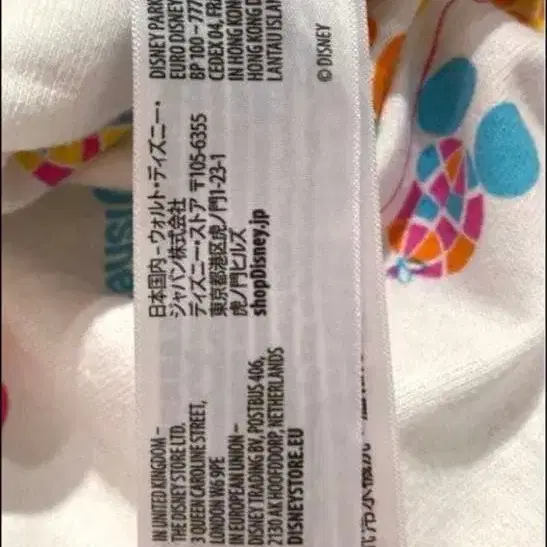 IN UNITED KINGDOM –
THE DISNEY STORE LTD.
3 QUEEN CAROLINE STREET,
LONDON W6 9PE
IN EUROPEAN UNION–
DISNEY TRADING BV, POSTBUS 406,
2130 AK HOOFDDORP, NETHERLANDS
DISNEYSTORE.EU
日本国内–ウォルト・ディズニー・
ジャパン株式会社
ディズニー・ストア 〒105-6355
東京都港区虎ノ門1-23-1
虎ノ門ヒルズ
shopDisney.jp
DISNEY PARK
EURO DISNEY
BP 100 – 777
CEDEX 04, FR
IN HONG KONG
HONG KONG D
LANTAU ISLA
© DISNEY